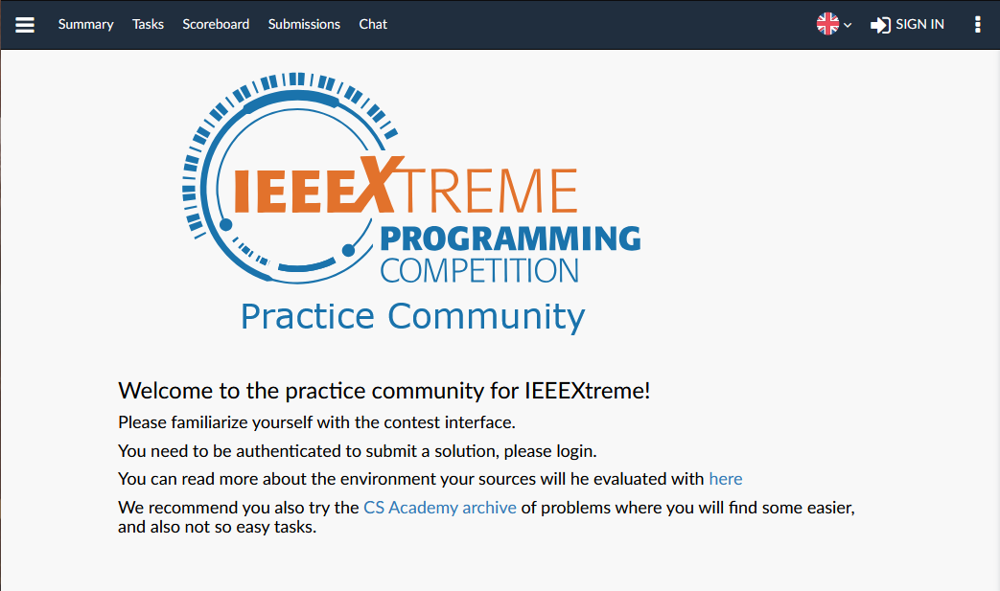 Summary Tasks Scoreboard Submissions Chat SIGN IN
IEEEXTREME
PROGRAMMING
COMPETITION
Practice Community
Welcome to the practice community for IEEEXtreme!
Please familiarize yourself with the contest interface.
You need to be authenticated to submit a solution, please login.
You can read more about the environment your sources will he evaluated with here
We recommend you also try the CS Academy archive of problems where you will find some easier,
and also not so easy tasks.